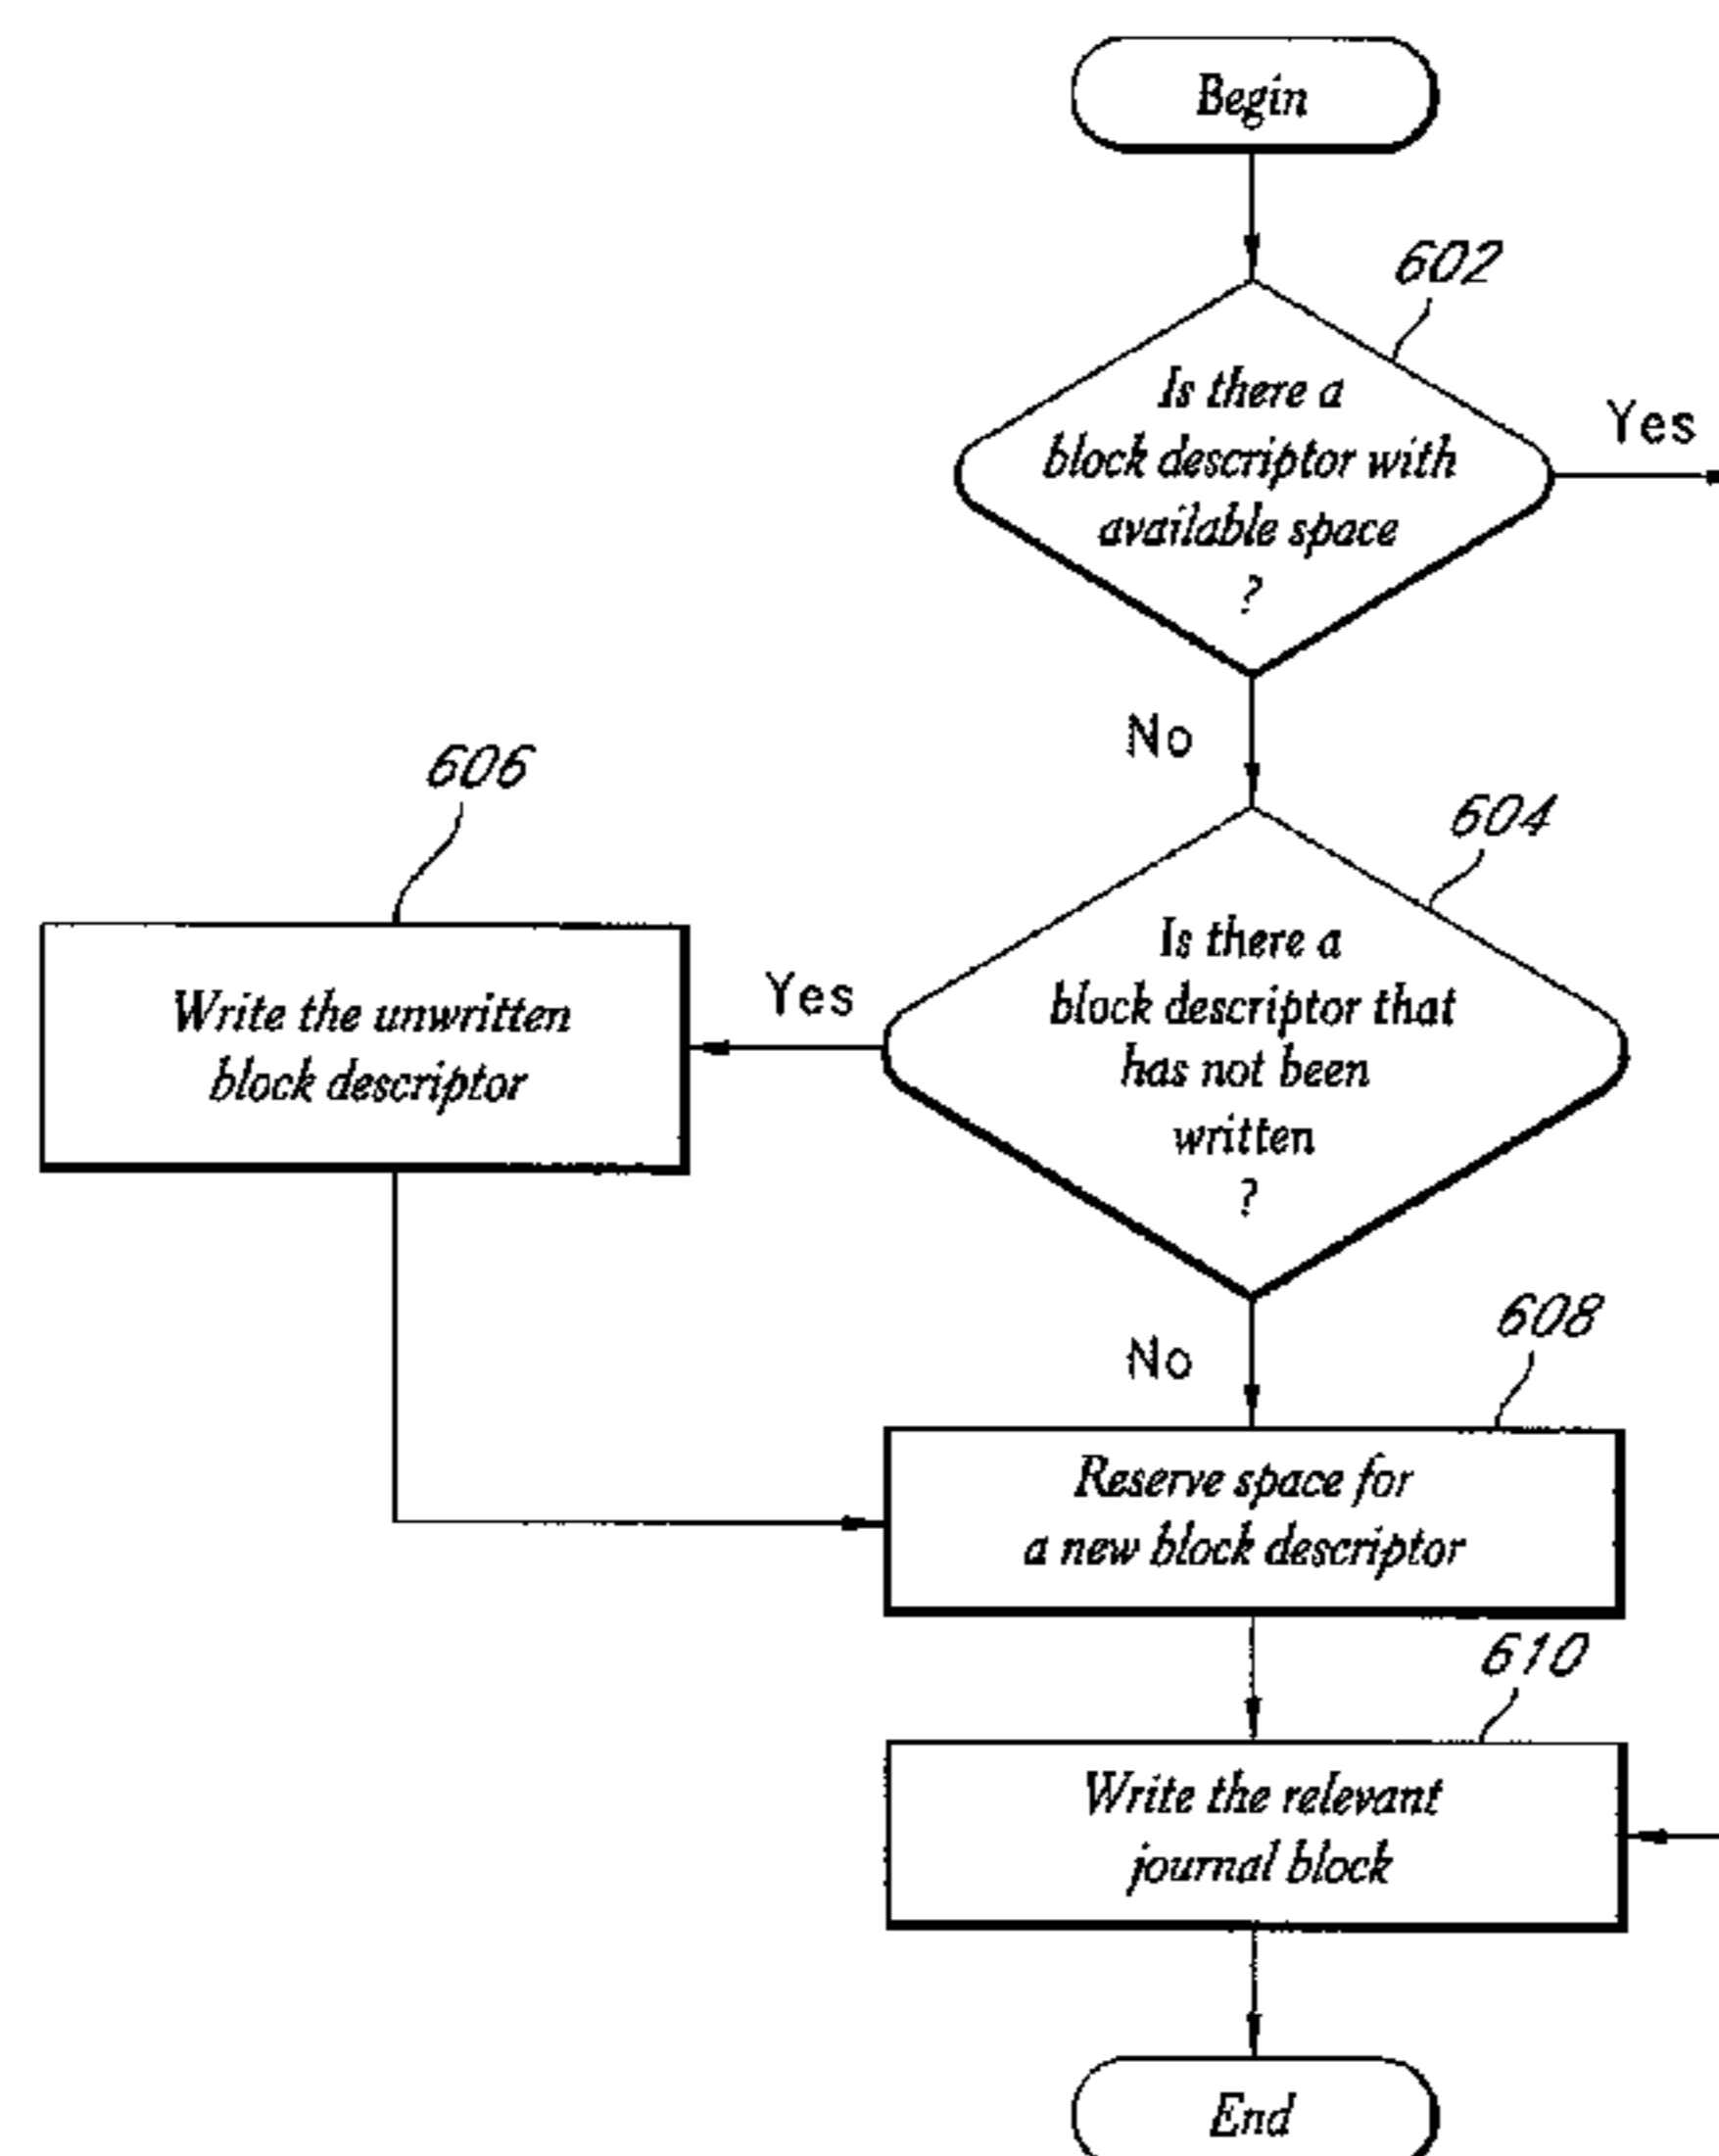 Begin
602
Is there a
block descriptor with
available space
?
Yes
No
606
604
Write the unwritten
block descriptor
Yes
Is there a
block descriptor that
has not been
written
?
No
608
Reserve space for
a new block descriptor
610
Write the relevant
journal block
End